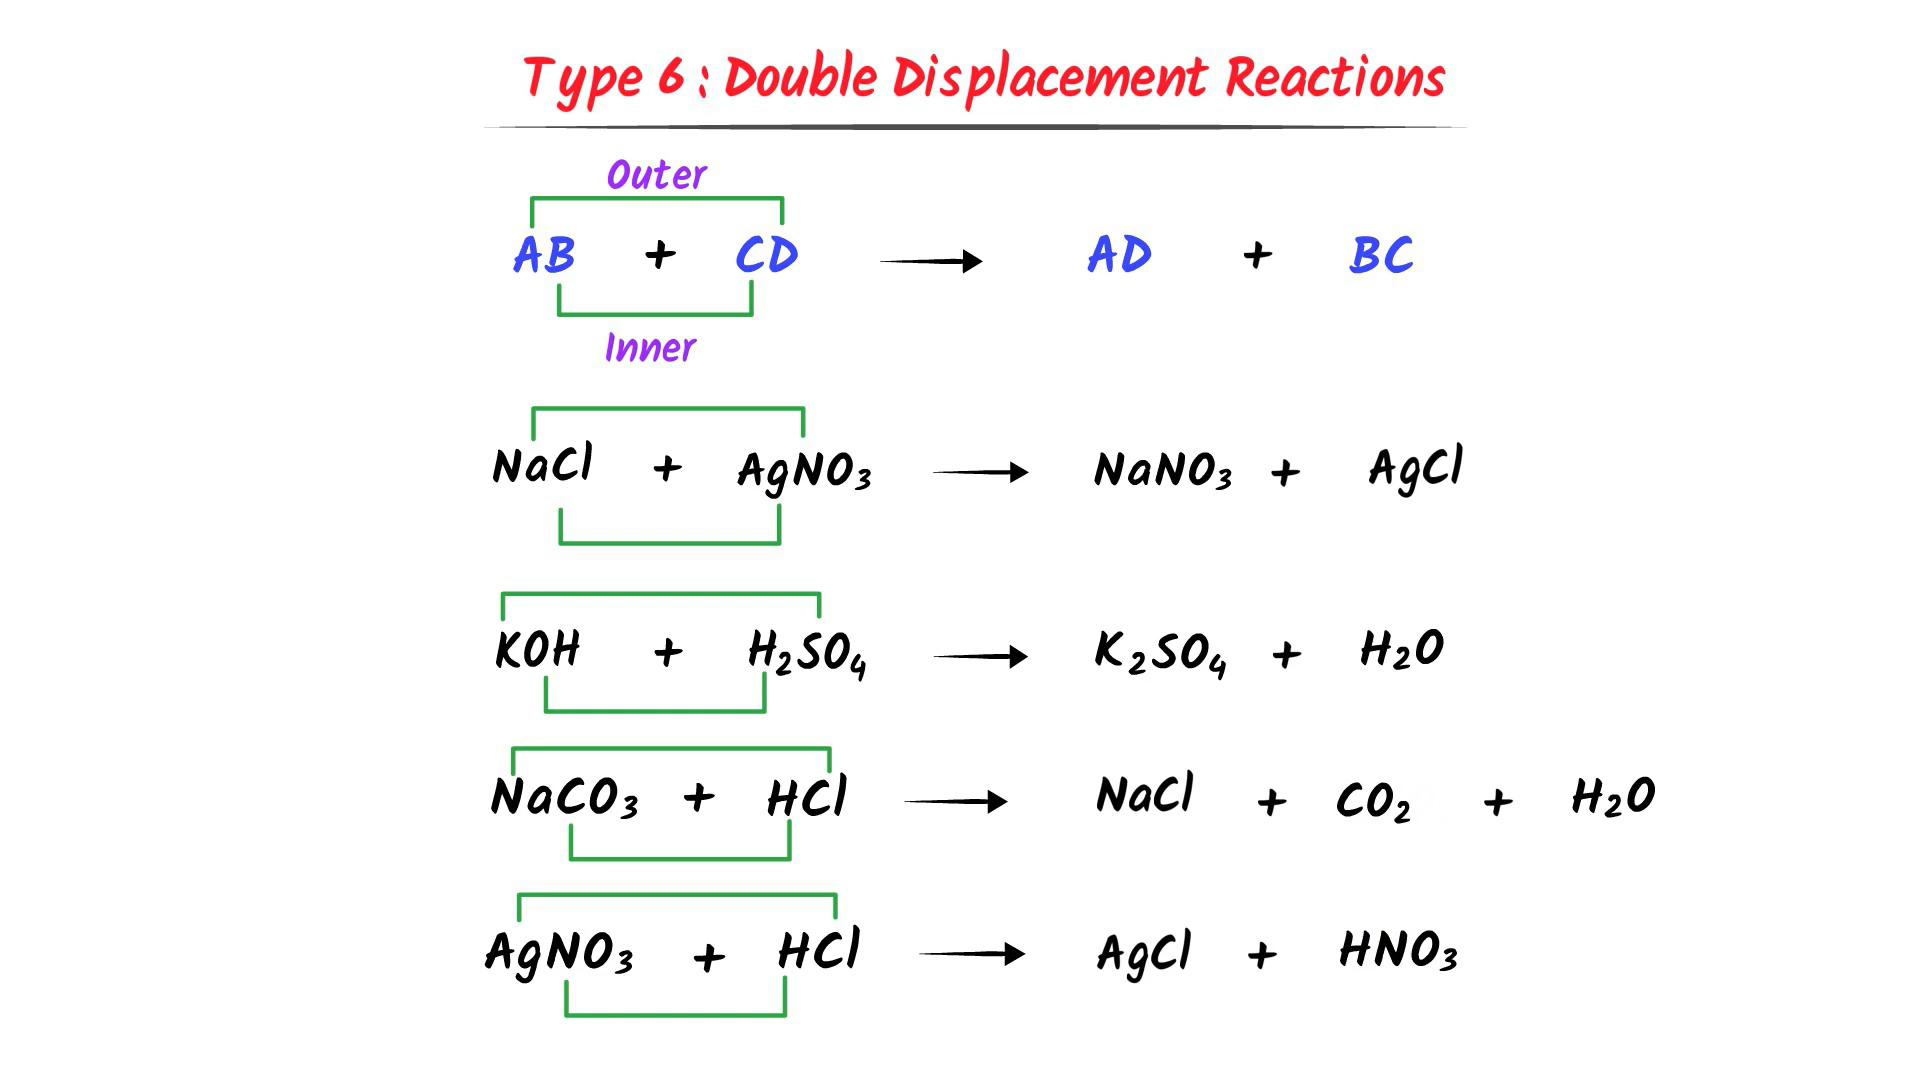 Type 6 : Double Displacement Reactions
Outer
AB + CD ⟶ AD + BC
Inner
NaCl + AgNO₃ ⟶ NaNO₃ + AgCl
KOH + H₂SO₄ ⟶ K₂SO₄ + H₂O
NaCO₃ + HCl ⟶ NaCl + CO₂ + H₂O
AgNO₃ + HCl ⟶ AgCl + HNO₃